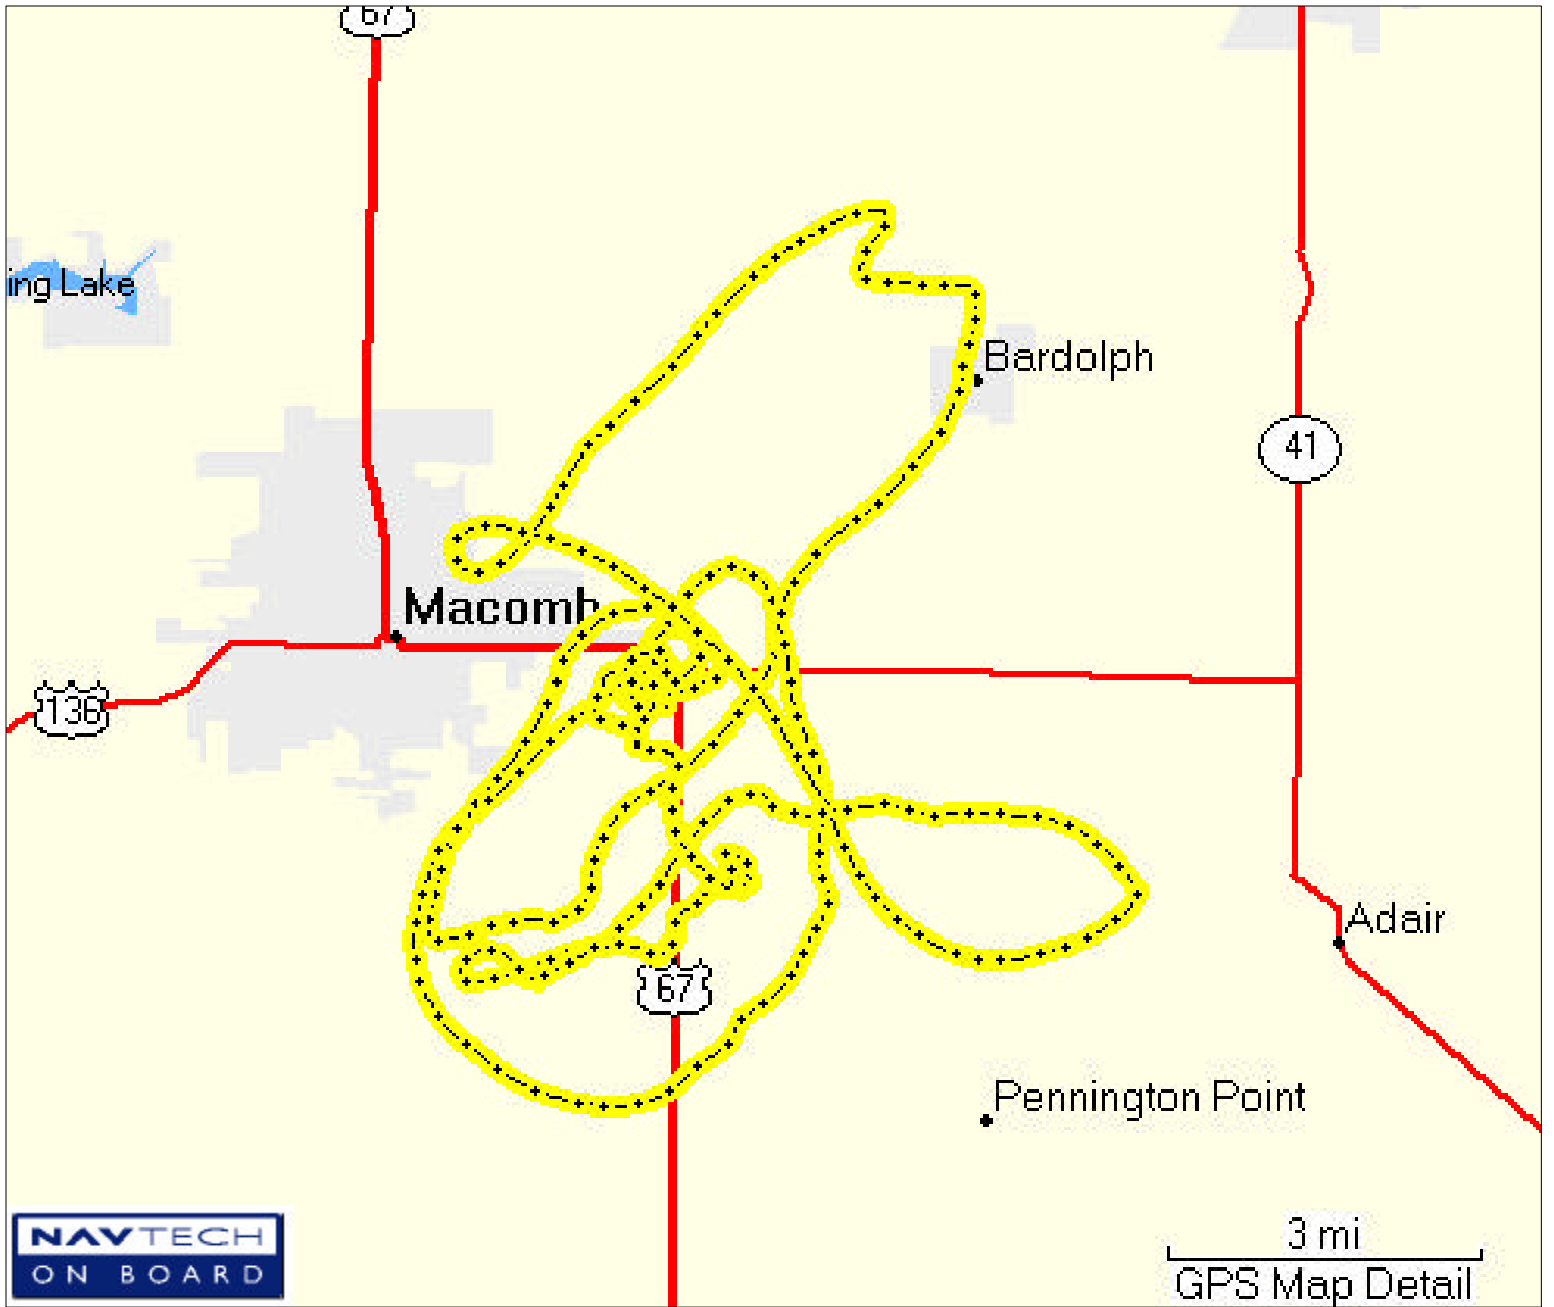 67
ing Lake
Bardolph
41
Macomb
136
Adair
67
Pennington Point
3 mi
GPS Map Detail
NAVTECH
ON BOARD